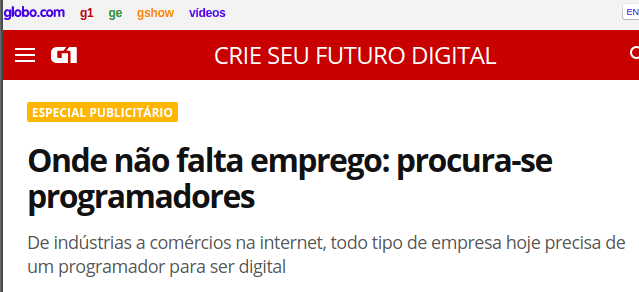 globo.com g1 ge gshow vídeos EN
G1 CRIE SEU FUTURO DIGITAL
ESPECIAL PUBLICITÁRIO
Onde não falta emprego: procura-se
programadores
De indústrias a comércios na internet, todo tipo de empresa hoje precisa de
um programador para ser digital